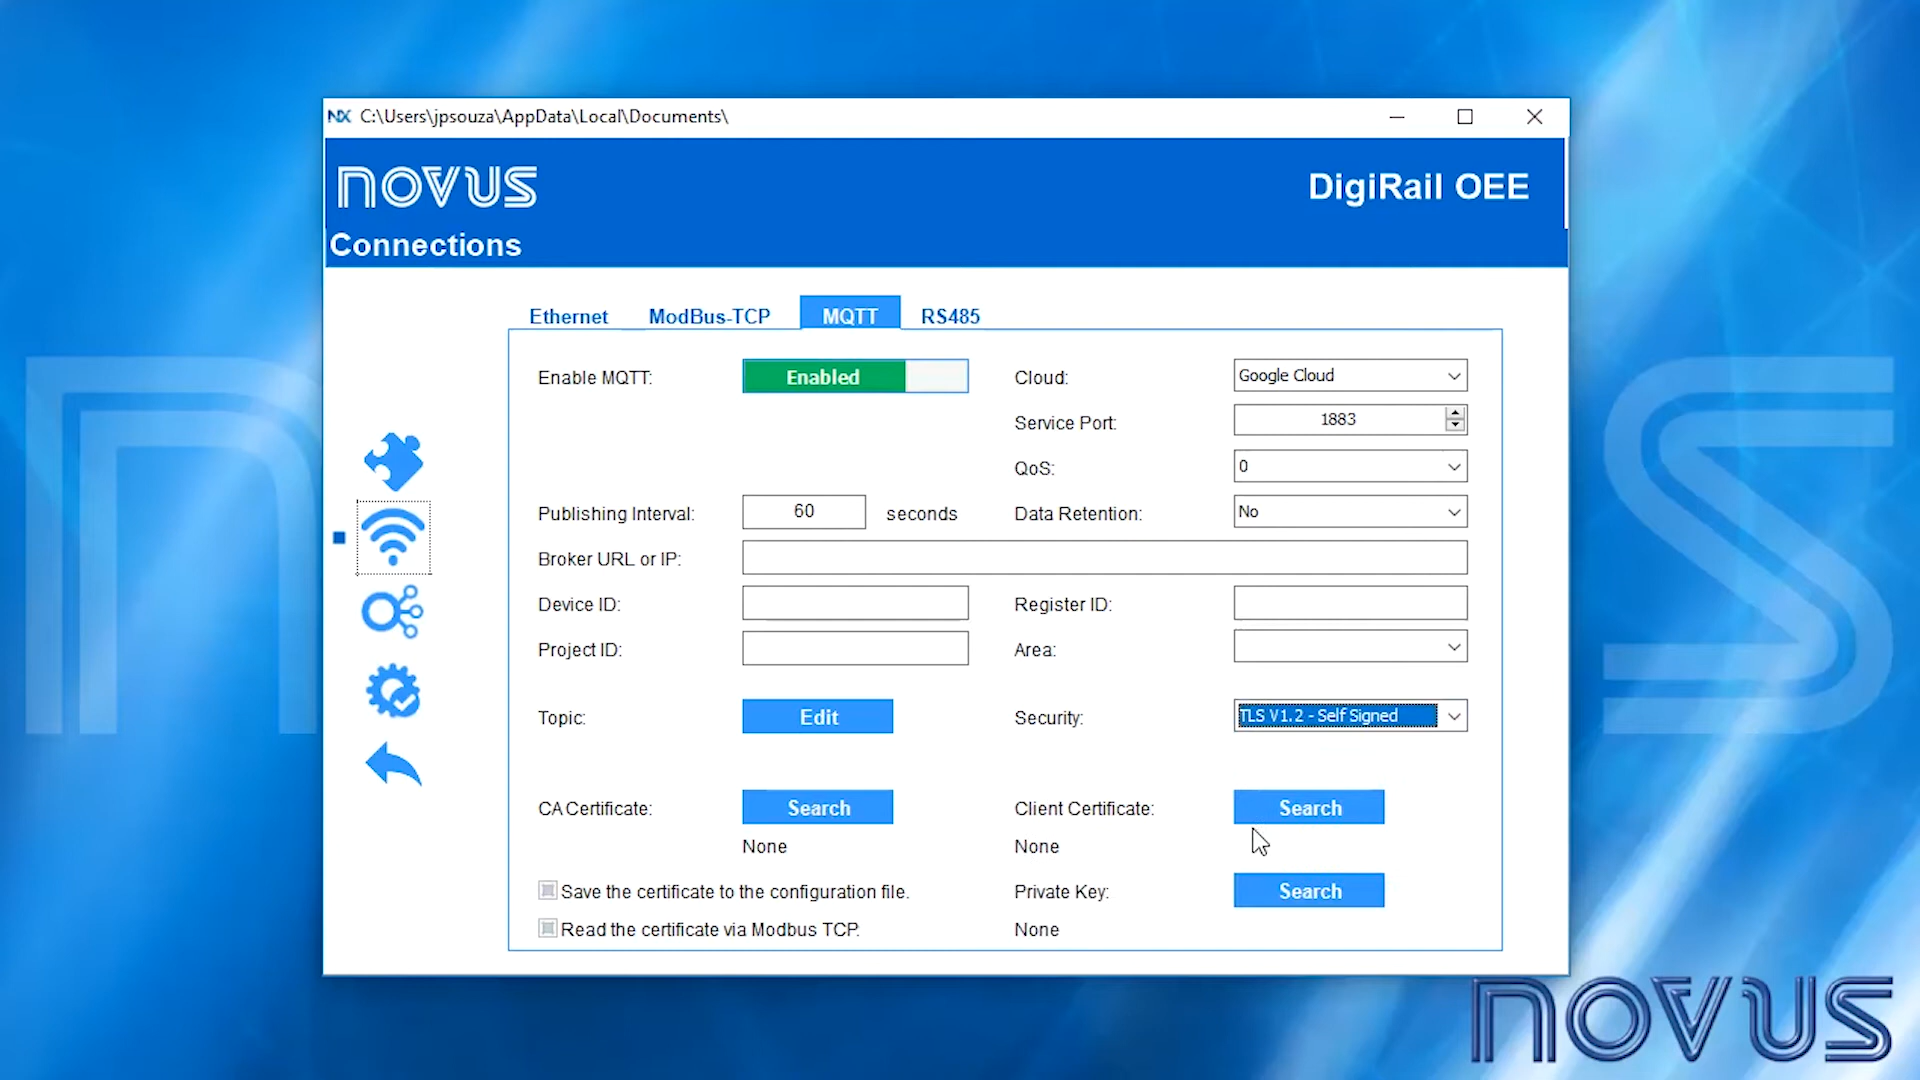 NX C:\Users\jpsouza\AppData\Local\Documents\
novus
DigiRail OEE
Connections
Ethernet ModBus-TCP MQTT RS485
Enable MQTT: Enabled Cloud: Google Cloud
Service Port: 1883
QoS: 0
Publishing Interval: 60 seconds Data Retention: No
Broker URL or IP:
Device ID: Register ID:
Project ID: Area:
Topic: Edit Security: TLS V1.2 - Self Signed
CA Certificate: Search Client Certificate: Search
None None
Save the certificate to the configuration file. Private Key: Search
Read the certificate via Modbus TCP. None
novus